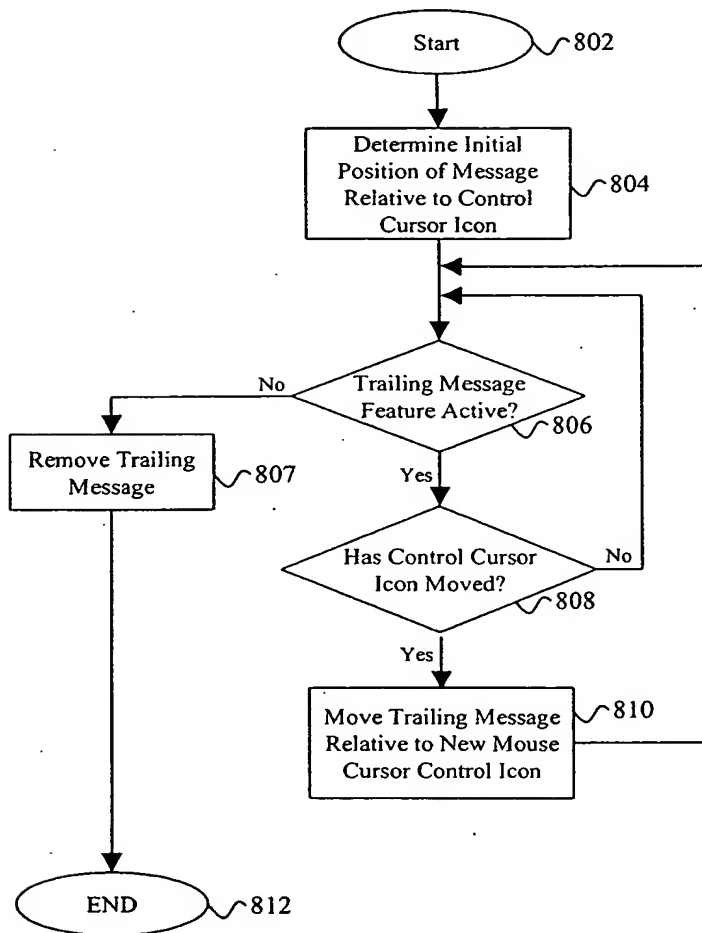 Start
802
Determine Initial
Position of Message
Relative to Control
Cursor Icon
804
No
Trailing Message
Feature Active?
806
Remove Trailing
Message
807
Yes
Has Control Cursor
Icon Moved?
No
808
Yes
Move Trailing Message
Relative to New Mouse
Cursor Control Icon
810
END
812